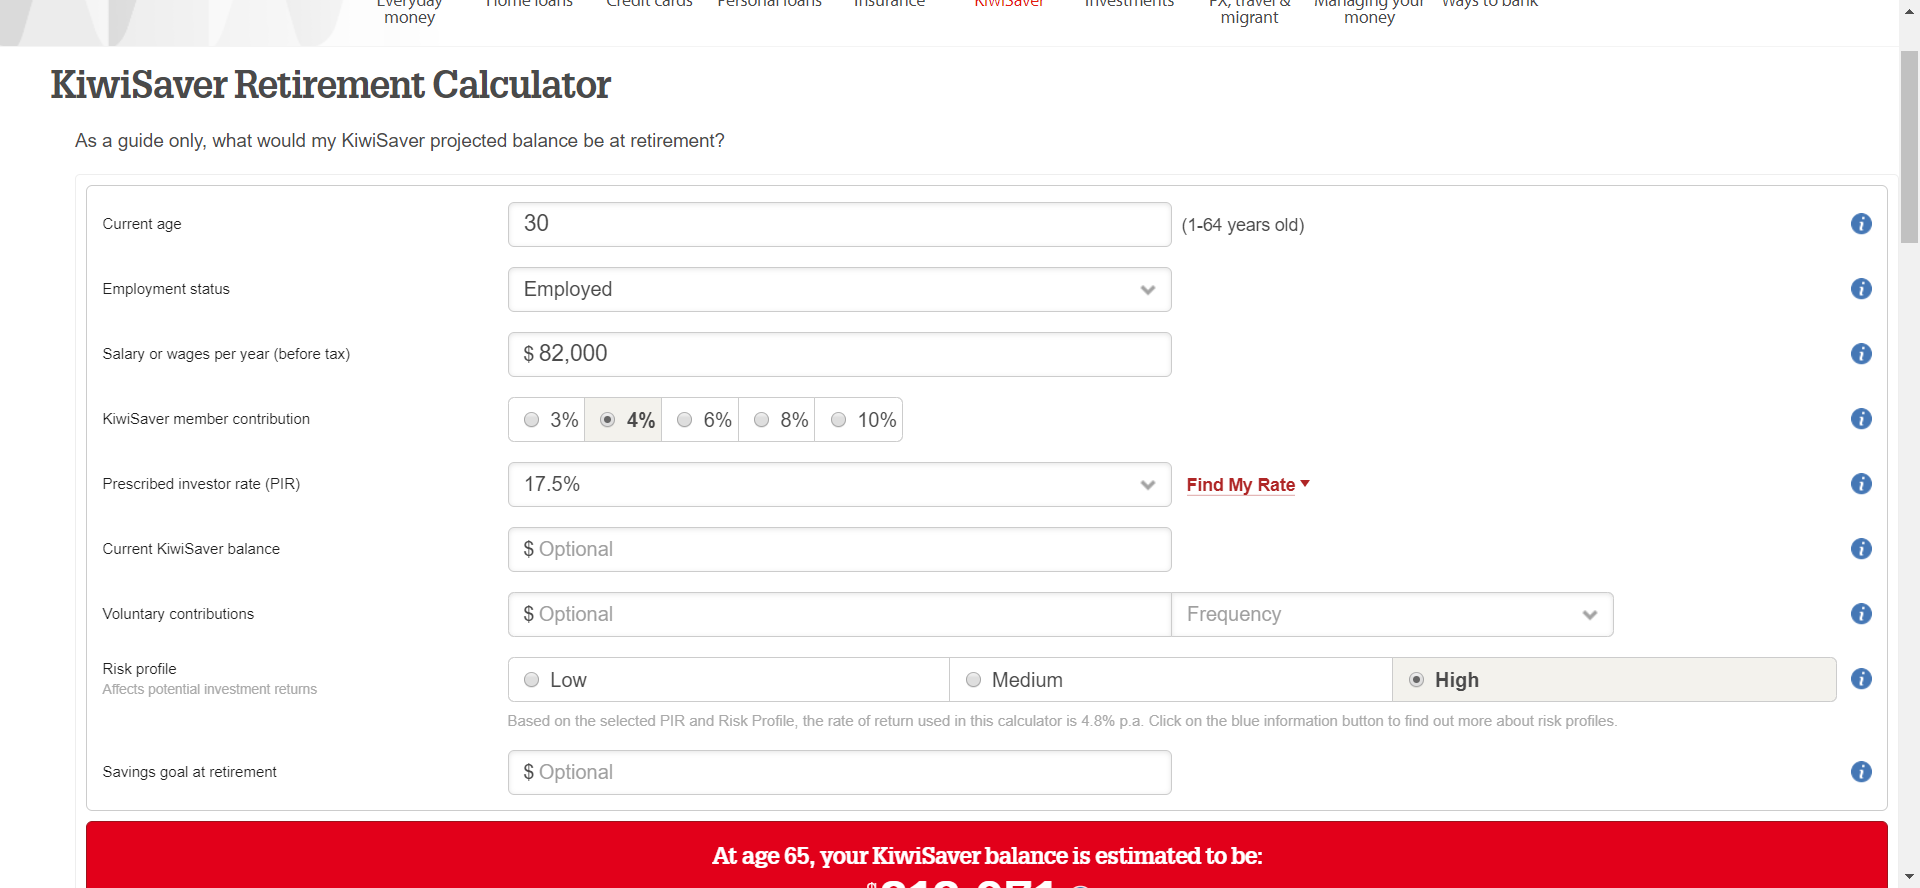 Everyday Home loans Credit cards Personal loans Insurance KiwiSaver Investments FX, travel & Managing your Ways to bank
money migrant money
KiwiSaver Retirement Calculator
As a guide only, what would my KiwiSaver projected balance be at retirement?
Current age 30 (1-64 years old)
Employment status Employed
Salary or wages per year (before tax) $ 82,000
KiwiSaver member contribution 3% 4% 6% 8% 10%
Prescribed investor rate (PIR) 17.5% Find My Rate
Current KiwiSaver balance $ Optional
Voluntary contributions $ Optional Frequency
Risk profile
Affects potential investment returns
Low Medium High
Based on the selected PIR and Risk Profile, the rate of return used in this calculator is 4.8% p.a. Click on the blue information button to find out more about risk profiles.
Savings goal at retirement $ Optional
At age 65, your KiwiSaver balance is estimated to be: